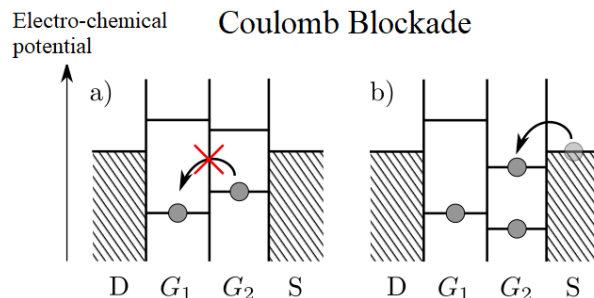 Electro-chemical
potential
Coulomb Blockade
a)
b)
D G₁ G₂ S
D G₁ G₂ S